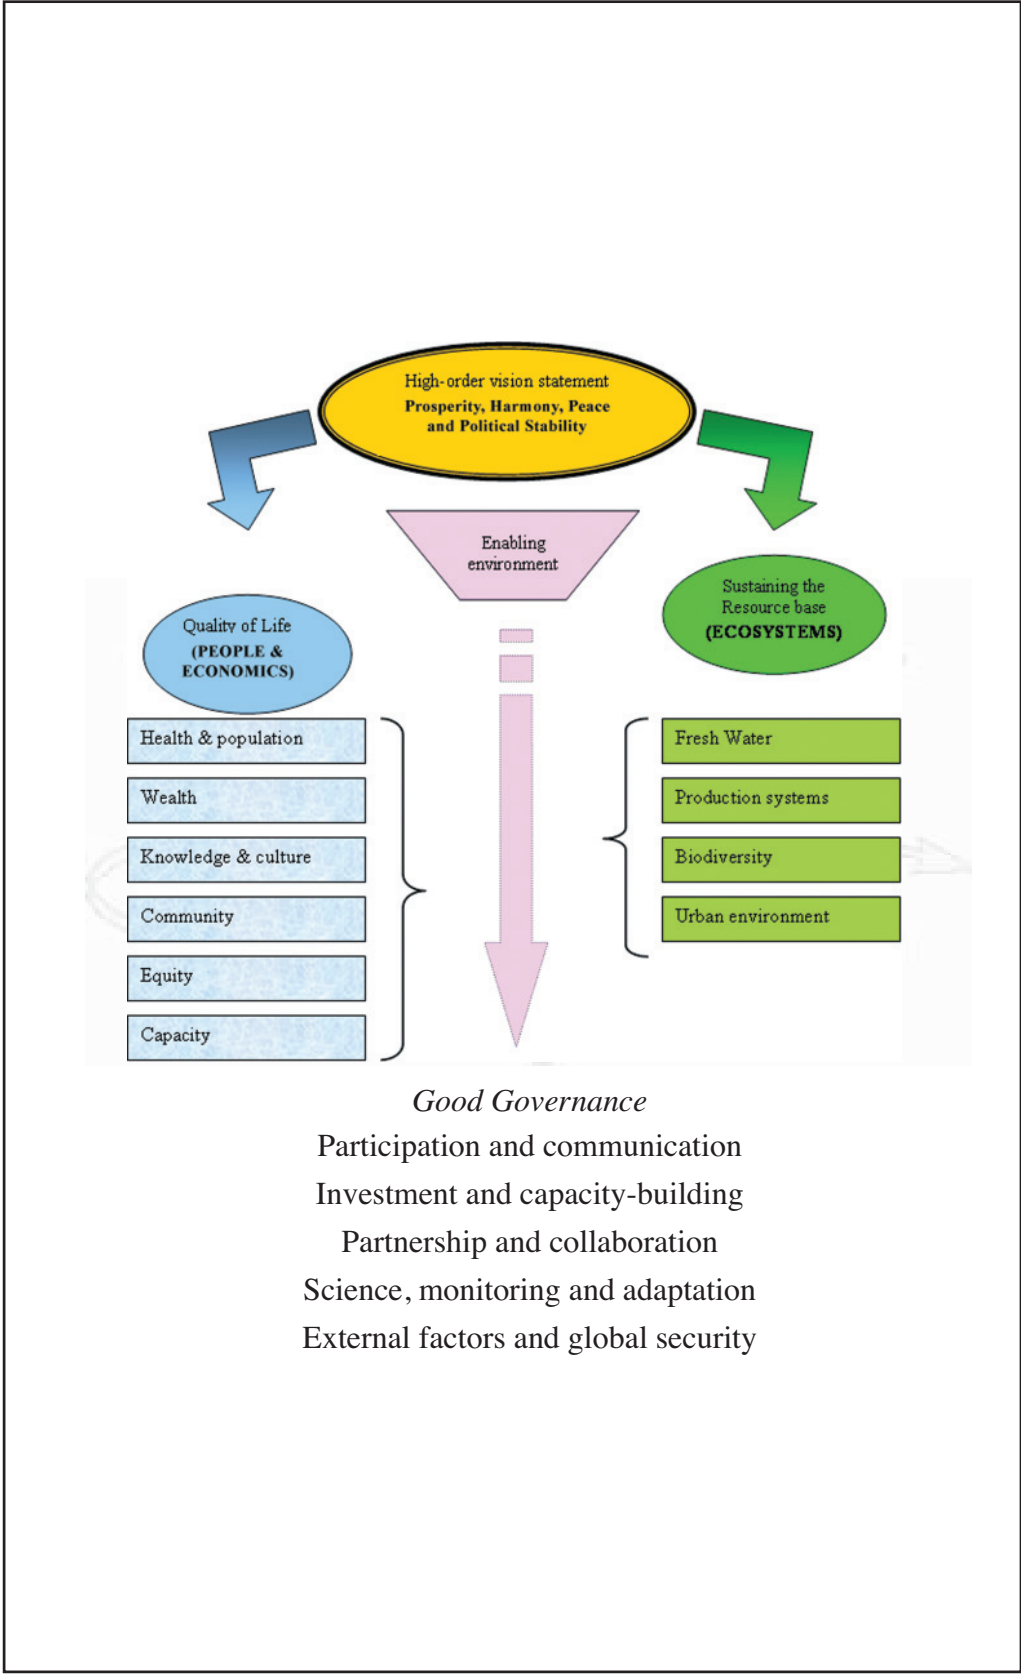 High-order vision statement
Prosperity, Harmony, Peace
and Political Stability
Enabling
environment
Quality of Life
(PEOPLE &
ECONOMICS)
Health & population
Wealth
Knowledge & culture
Community
Equity
Capacity
Sustaining the
Resource base
(ECOSYSTEMS)
Fresh Water
Production systems
Biodiversity
Urban environment
Good Governance
Participation and communication
Investment and capacity-building
Partnership and collaboration
Science, monitoring and adaptation
External factors and global security